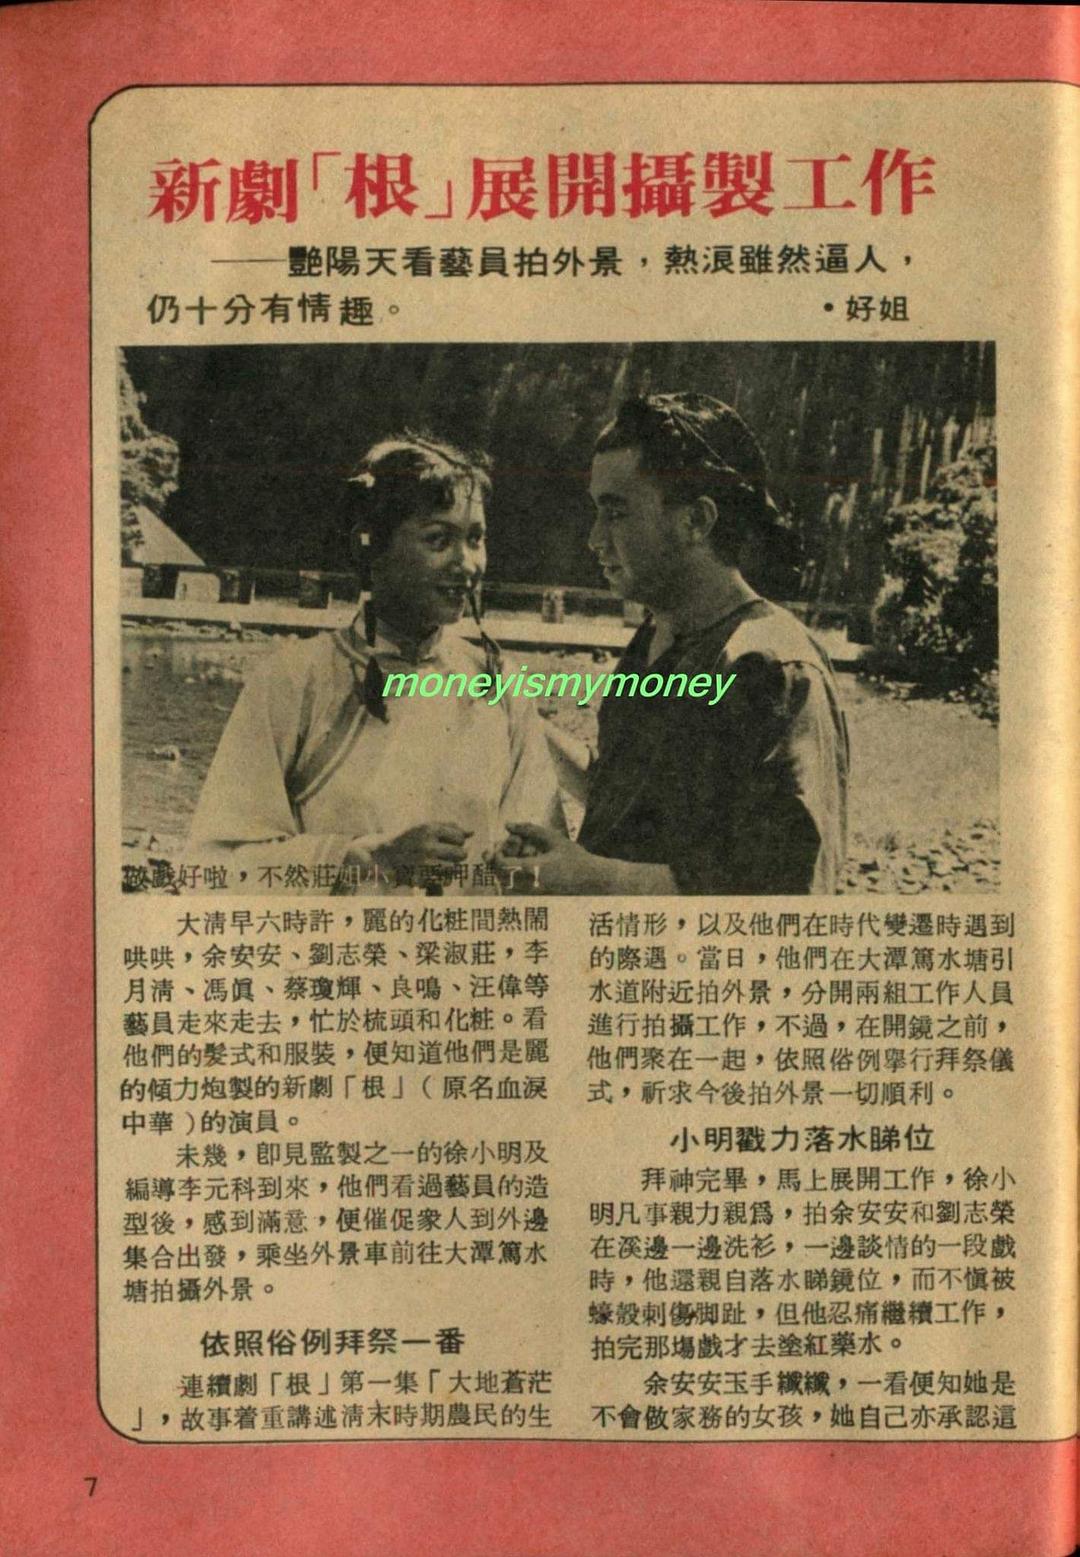 新劇「根」展開攝製工作
——艷陽天看藝員拍外景，熱浪雖然逼人，
仍十分有情趣。
•好姐
moneyismymoney
做戲好啦，不然莊姐小寶要呷醋了！
大淸早六時許，麗的化粧間熱鬧
哄哄，余安安、劉志榮、梁淑莊，李
月淸、馮眞、蔡瓊輝、良鳴、汪偉等
藝員走來走去，忙於梳頭和化粧。看
他們的髮式和服裝，便知道他們是麗
的傾力炮製的新劇「根」（原名血淚
中華）的演員。
未幾，卽見監製之一的徐小明及
編導李元科到來，他們看過藝員的造
型後，感到滿意，便催促衆人到外邊
集合出發，乘坐外景車前往大潭篤水
塘拍攝外景。
依照俗例拜祭一番
連續劇「根」第一集「大地蒼茫
」，故事着重講述淸末時期農民的生
活情形，以及他們在時代變遷時遇到
的際遇。當日，他們在大潭篤水塘引
水道附近拍外景，分開兩組工作人員
進行拍攝工作，不過，在開鏡之前，
他們聚在一起，依照俗例擧行拜祭儀
式，祈求今後拍外景一切順利。
小明戥力落水睇位
拜神完畢，馬上展開工作，徐小
明凡事親力親爲，拍余安安和劉志榮
在溪邊一邊洗衫，一邊談情的一段戲
時，他還親自落水睇鏡位，而不愼被
蠔殼刺傷脚趾，但他忍痛繼續工作，
拍完那塲戲才去塗紅藥水。
余安安玉手纖纖，一看便知她是
不會做家務的女孩，她自己亦承認這
7